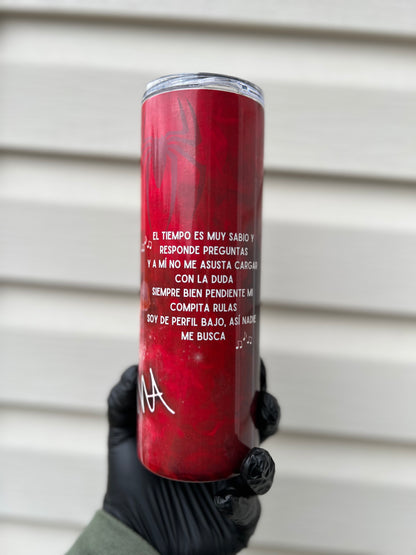 EL TIEMPO ES MUY SABIO Y
RESPONDE PREGUNTAS
Y A MÍ NO ME ASUSTA CARGAR
CON LA DUDA
SIEMPRE BIEN PENDIENTE MI
COMPITA RULAS
SOY DE PERFIL BAJO, ASÍ NADIE
ME BUSCA